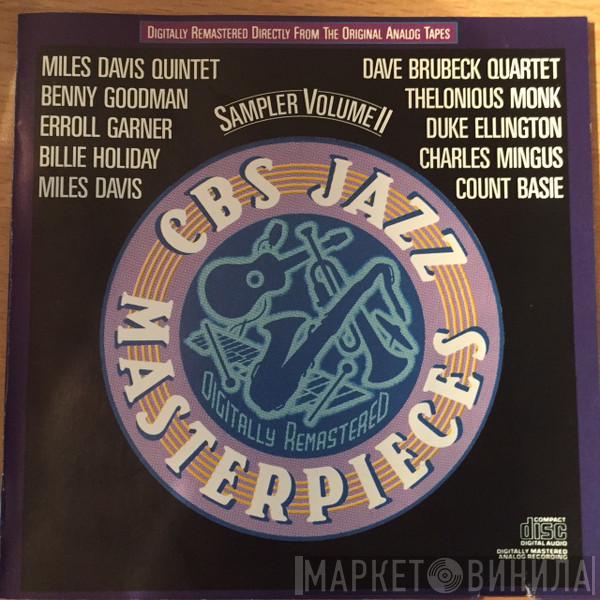 DIGITALLY REMASTERED DIRECTLY FROM THE ORIGINAL ANALOG TAPES
MILES DAVIS QUINTET
BENNY GOODMAN
ERROLL GARNER
BILLIE HOLIDAY
MILES DAVIS
DAVE BRUBECK QUARTET
THELONIOUS MONK
DUKE ELLINGTON
CHARLES MINGUS
COUNT BASIE
SAMPLER VOLUME II
CBS JAZZ
MASTERPIECES
DIGITALLY REMASTERED
COMPACT
disc
DIGITAL AUDIO
DIGITALLY MASTERED
ANALOG RECORDING
МАРКЕТ ВИНИЛА